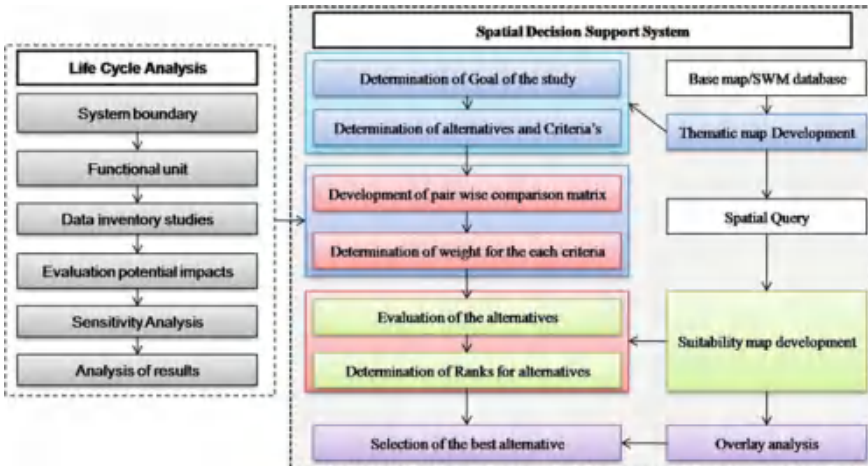 Life Cycle Analysis
System boundary
Functional unit
Data inventory studies
Evaluation potential impacts
Sensitivity Analysis
Analysis of results
Spatial Decision Support System
Determination of Goal of the study
Determination of alternatives and Criteria's
Development of pair wise comparison matrix
Determination of weight for the each criteria
Evaluation of the alternatives
Determination of Ranks for alternatives
Selection of the best alternative
Base map/SWM database
Thematic map Development
Spatial Query
Suitability map development
Overlay analysis